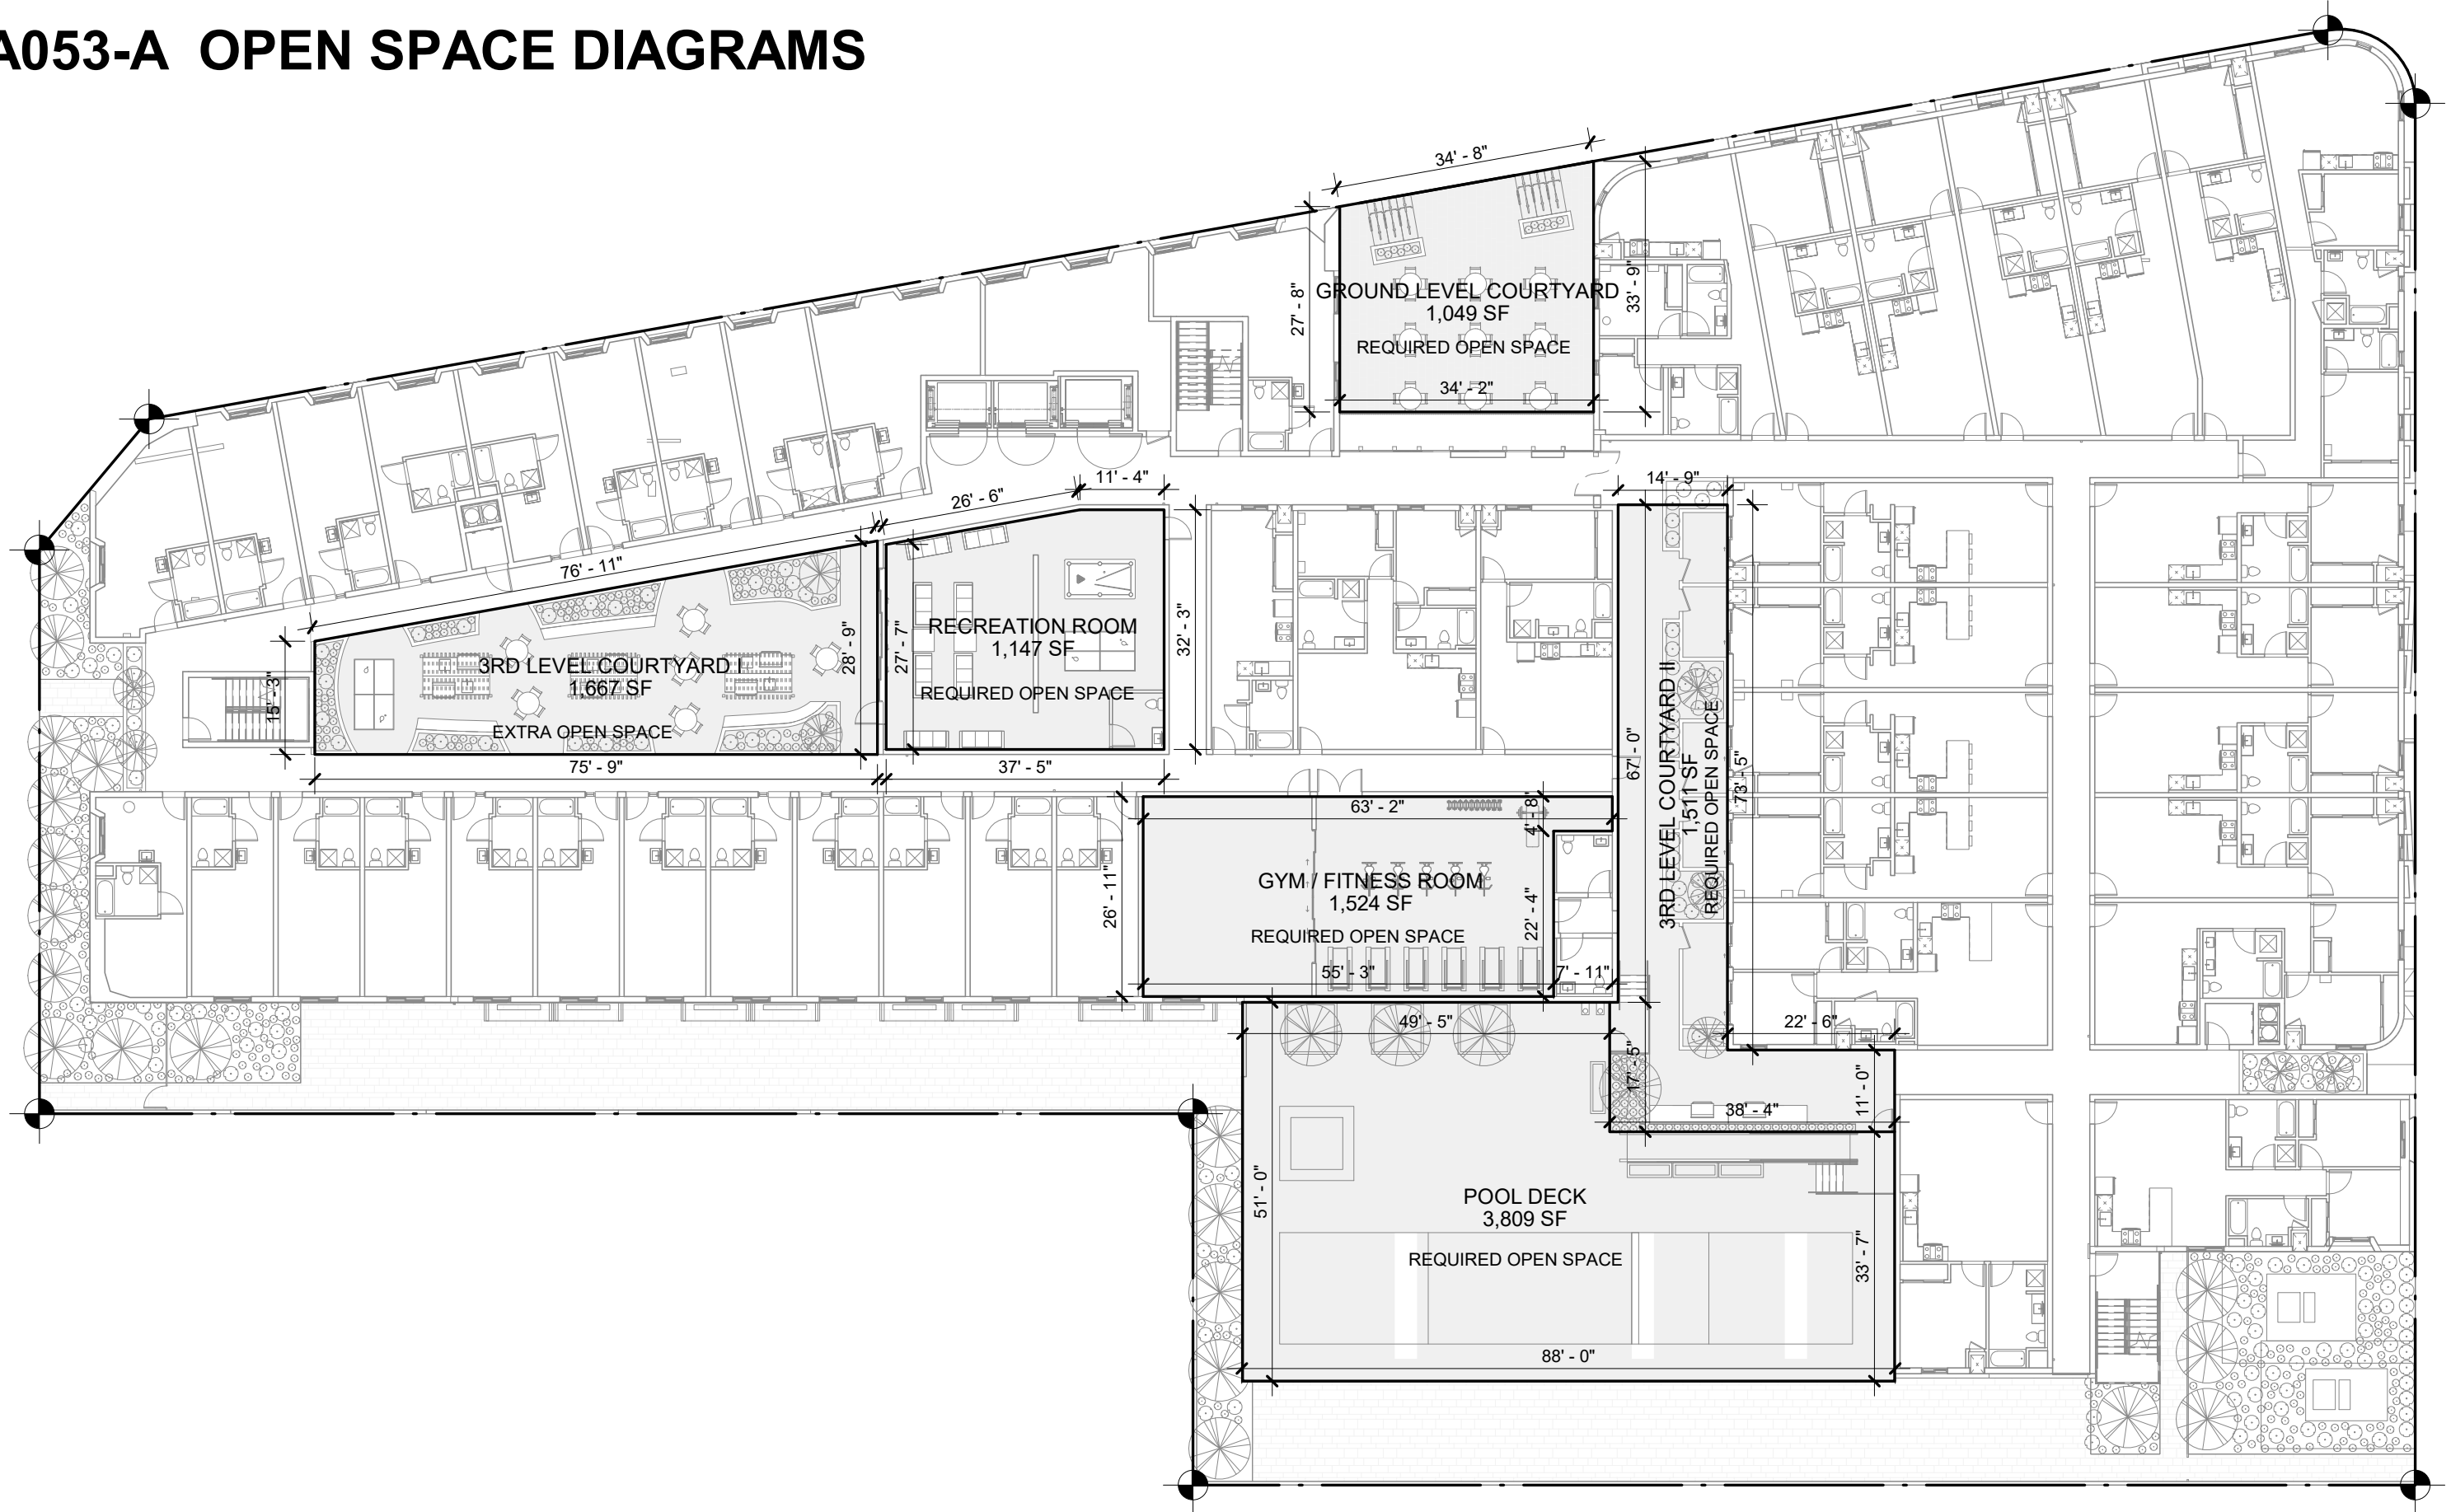 A053-A OPEN SPACE DIAGRAMS
34' - 8"
27' - 8"
33' - 9"
GROUND LEVEL COURTYARD
1,049 SF
REQUIRED OPEN SPACE
34' - 2"
11' - 4"
26' - 6"
14' - 9"
76' - 11"
15' - 3"
28' - 9"
3RD LEVEL COURTYARD I
1,667 SF
EXTRA OPEN SPACE
75' - 9"
27' - 7"
32' - 3"
RECREATION ROOM
1,147 SF
REQUIRED OPEN SPACE
37' - 5"
67' - 0"
3RD LEVEL COURTYARD II
1,511 SF
REQUIRED OPEN SPACE
73' - 5"
63' - 2"
4' - 8"
26' - 11"
GYM / FITNESS ROOM
1,524 SF
REQUIRED OPEN SPACE
22' - 4"
55' - 3"
7' - 11"
49' - 5"
22' - 6"
17' - 5"
38' - 4"
11' - 0"
51' - 0"
POOL DECK
3,809 SF
REQUIRED OPEN SPACE
33' - 7"
88' - 0"